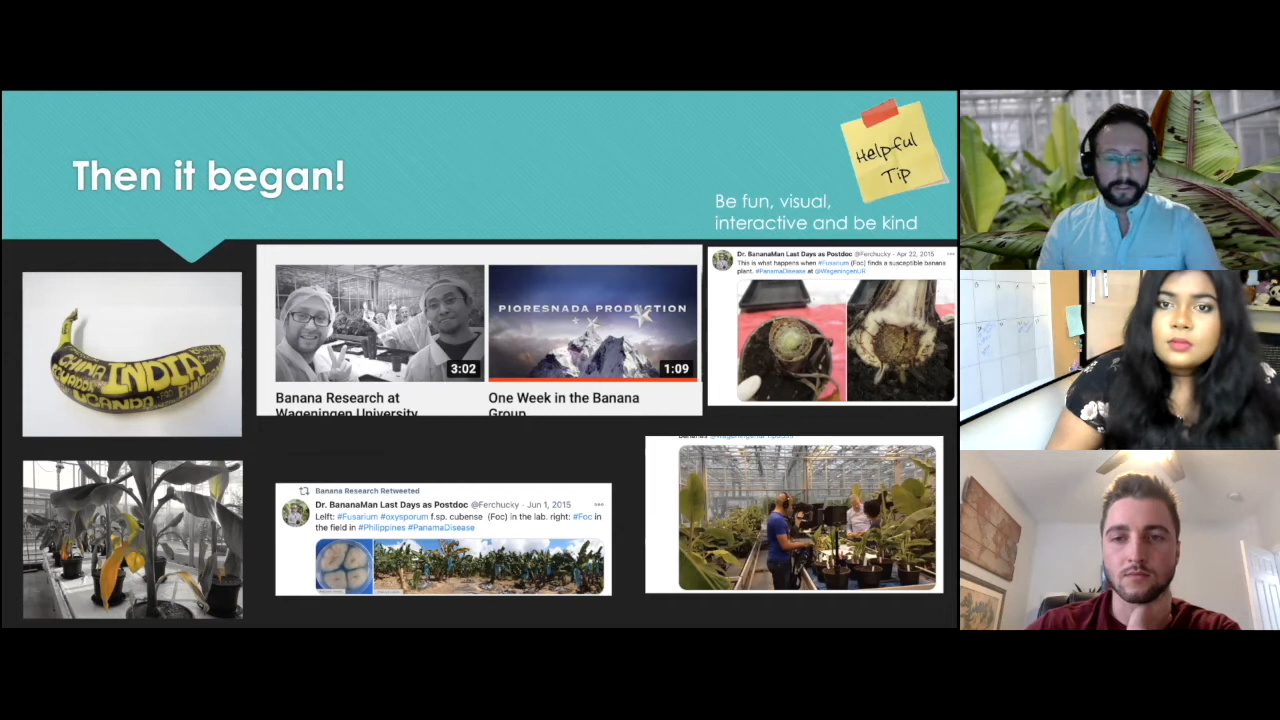 Then it began!
Helpful
Tip
Be fun, visual,
interactive and be kind
CHINA
INDIA
ECUADOR
UGANDA
3:02
PIORESNADA PRODUCTION
1:09
Banana Research at
Wageningen University
One Week in the Banana
Group
Dr. BananaMan Last Days as Postdoc @Ferchucky · Apr 22, 2015
This is what happens when #Fusarium (Foc) finds a susceptible banana
plant. #PanamaDisease at @WageningenUR
Banana Research Retweeted
Dr. BananaMan Last Days as Postdoc @Ferchucky · Jun 1, 2015
Lelft: #Fusarium #oxysporum f.sp. cubense (Foc) in the lab. right: #Foc in
the field in #Philippines #PanamaDisease